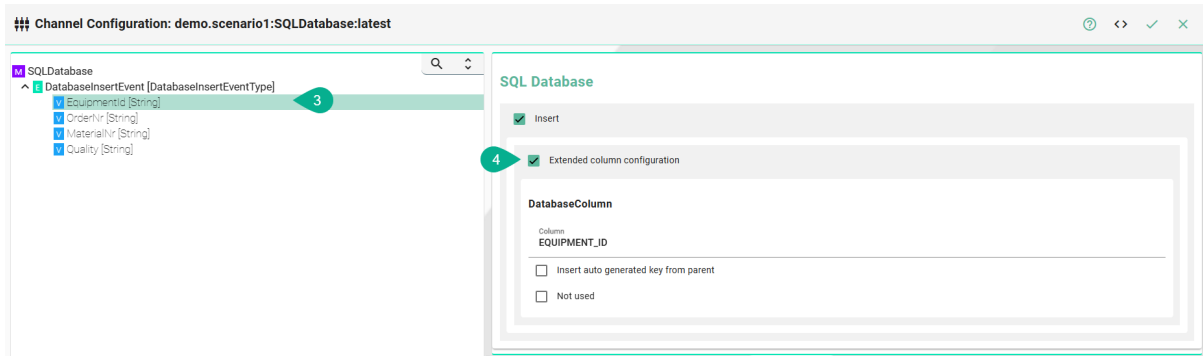 Channel Configuration: demo.scenario1:SQLDatabase:latest
M SQLDatabase
E DatabaseInsertEvent [DatabaseInsertEventType]
V EquipmentId [String]
3
V OrderNr [String]
V MaterialNr [String]
V Quality [String]
SQL Database
Insert
4
Extended column configuration
DatabaseColumn
Column
EQUIPMENT_ID
Insert auto generated key from parent
Not used